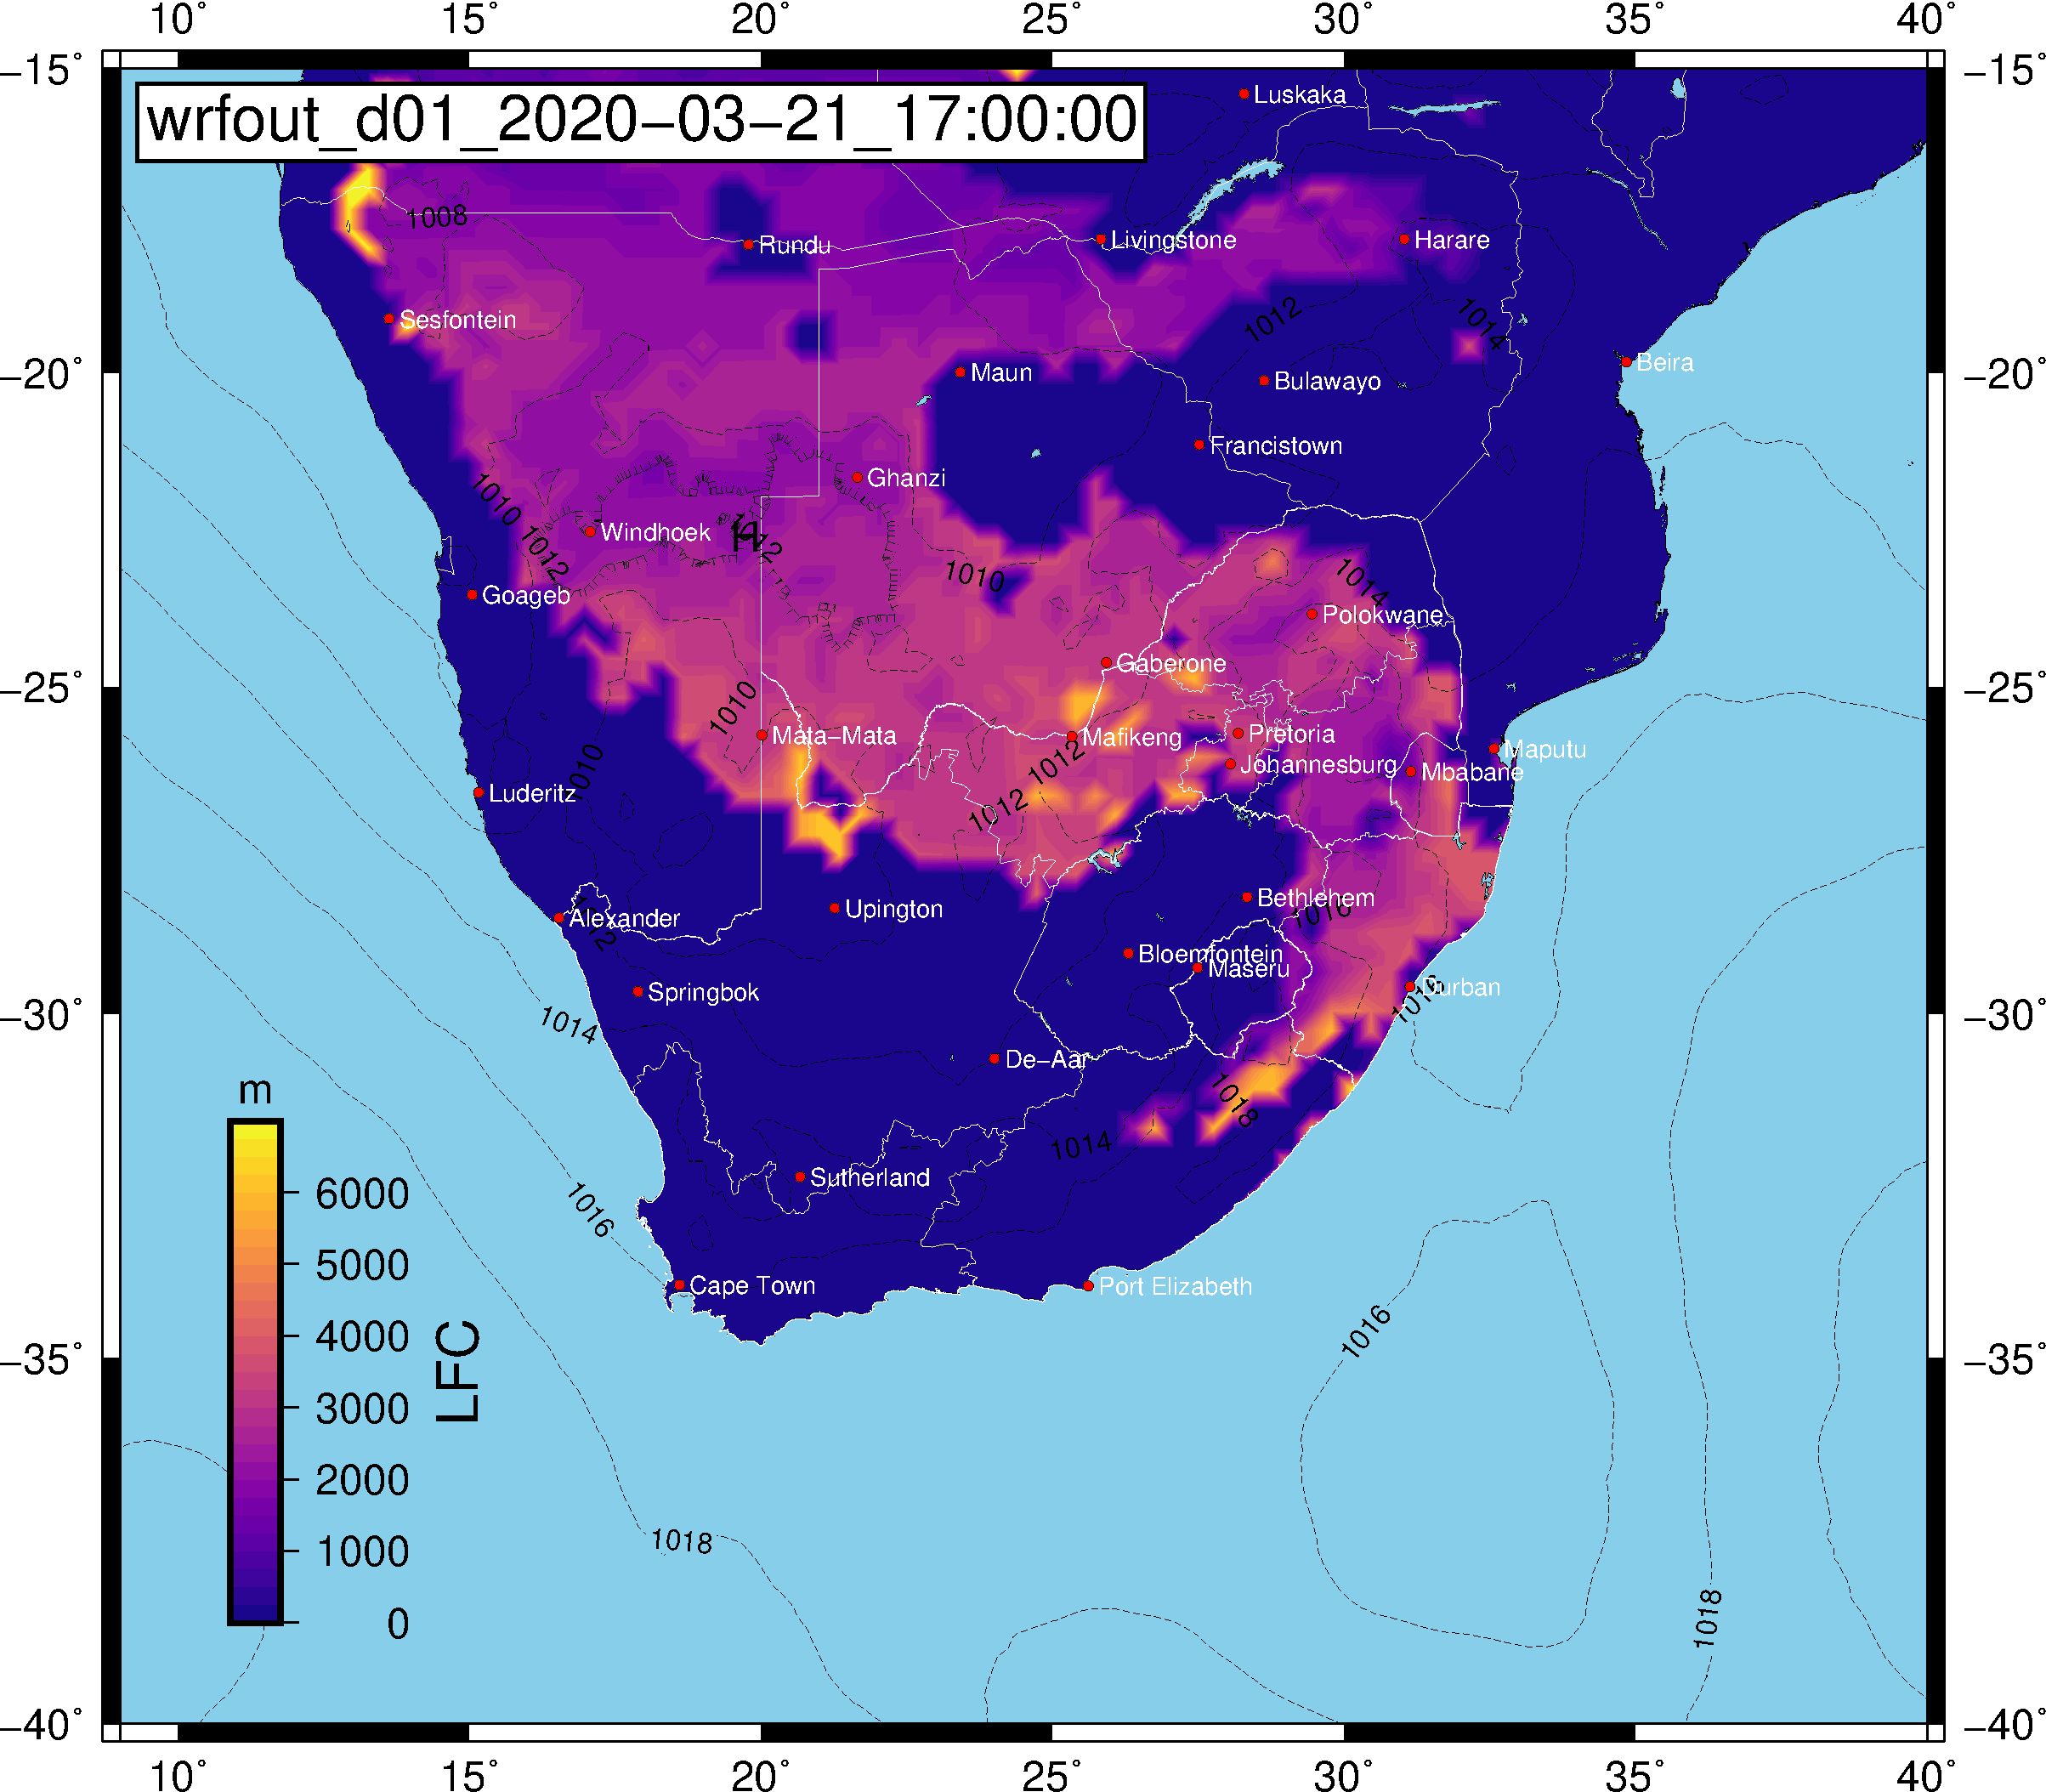 10° 15° 20° 25° 30° 35° 40°
−15° −15°
wrfout_d01_2020−03−21_17:00:00
Luskaka
1008
Rundu
Livingstone
Harare
Sesfontein
1012
1014
Beira
−20° −20°
Maun
Bulawayo
Francistown
Ghanzi
1010
Windhoek
H
1012
1012
1010
1014
Goageb
Polokwane
Gaberone
−25° −25°
1010
Mata−Mata
Mafikeng
Pretoria
Maputu
1010
1012
Johannesburg
Mbabane
Luderitz
1012
Bethlehem
1016
Alexander
1012
Upington
Bloemfontein
Maseru
Springbok
Durban
1016
−30° −30°
1014
De−Aar
1018
m
1014
Sutherland
1016
6000
5000
4000
3000
2000
1000
0
LFC
Cape Town
Port Elizabeth
1016
−35° −35°
1018
1018
−40° −40°
10° 15° 20° 25° 30° 35° 40°